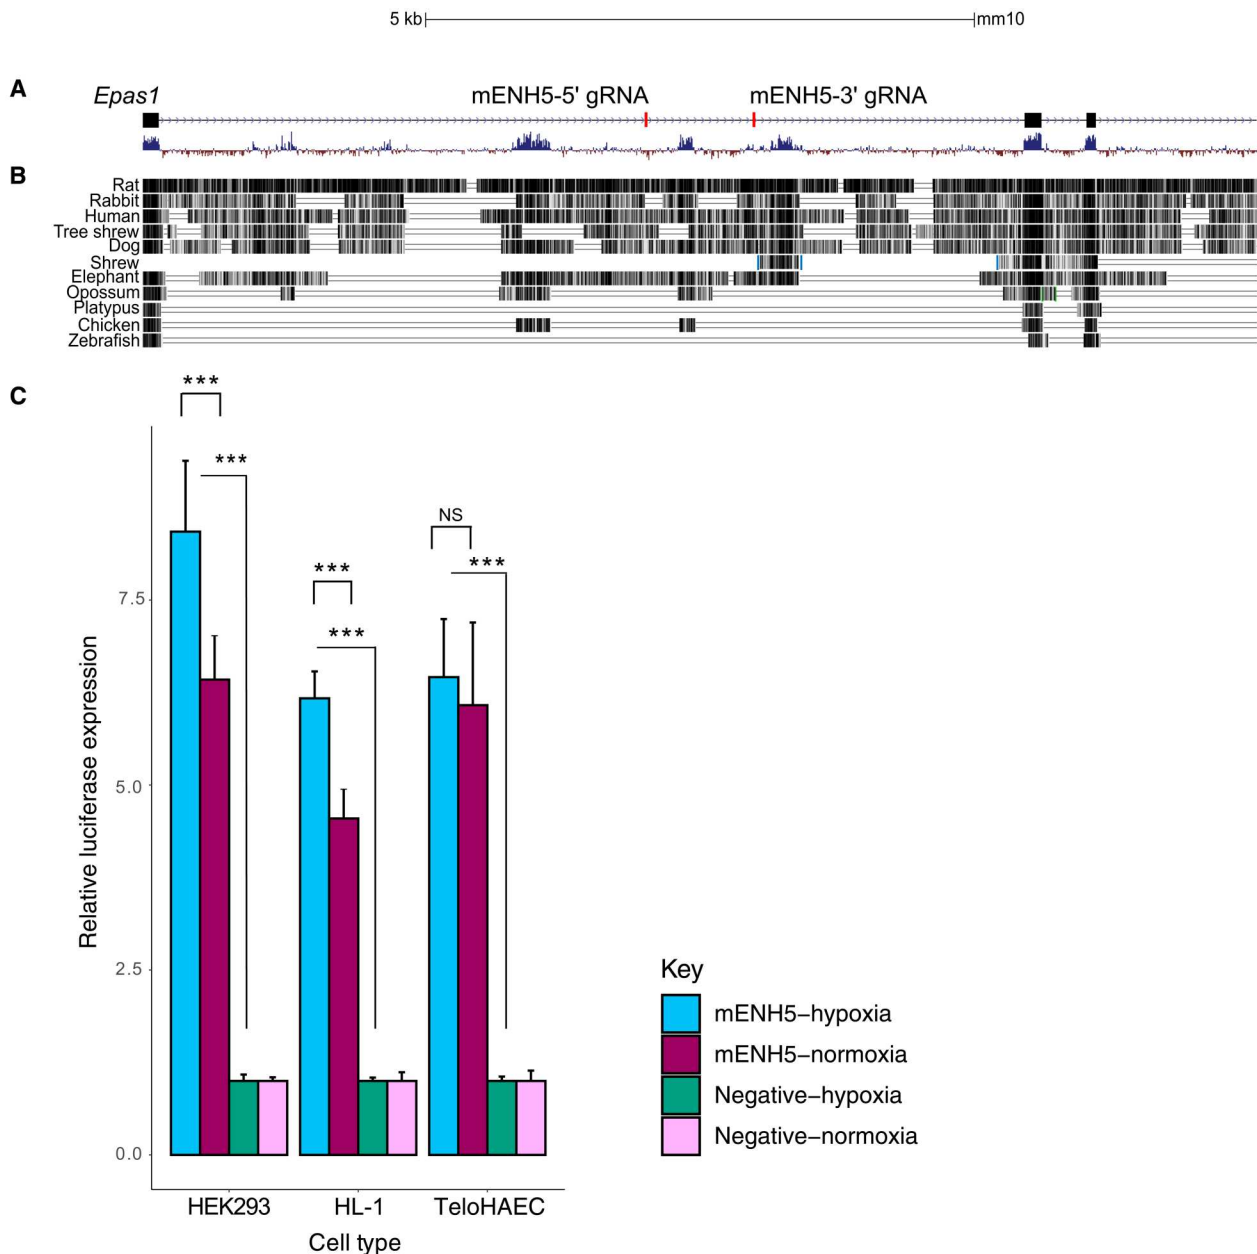 5 kb mm10
A
Epas1 mENH5-5' gRNA mENH5-3' gRNA
B
Rat
Rabbit
Human
Tree shrew
Dog
Shrew
Elephant
Opossum
Platypus
Chicken
Zebrafish
C
***
***
***
***
NS
***
Relative luciferase expression
7.5
5.0
2.5
0.0
HEK293 HL-1 TeloHAEC
Cell type
Key
mENH5–hypoxia
mENH5–normoxia
Negative–hypoxia
Negative–normoxia